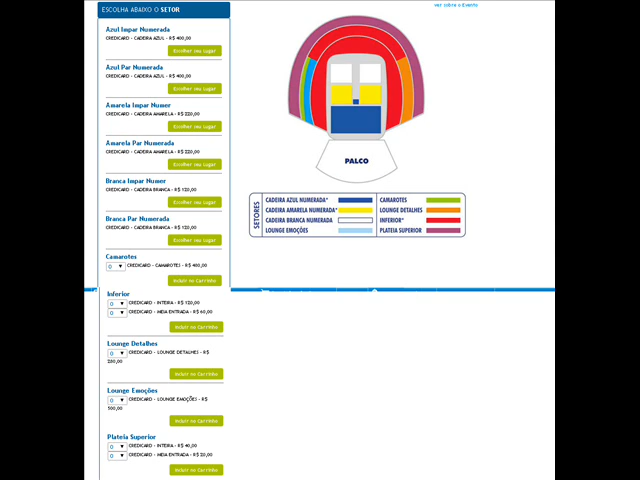 ESCOLHA ABAIXO O SETOR
ver sobre o Evento
Azul Impar Numerada
CREDICARD - CADEIRA AZUL - R$ 400,00
Escolher seu Lugar
Azul Par Numerada
CREDICARD - CADEIRA AZUL - R$ 400,00
Escolher seu Lugar
Amarela Impar Numer
CREDICARD - CADEIRA AMARELA - R$ 220,00
Escolher seu Lugar
Amarela Par Numerada
CREDICARD - CADEIRA AMARELA - R$ 220,00
Escolher seu Lugar
Branca Impar Numer
CREDICARD - CADEIRA BRANCA - R$ 120,00
Escolher seu Lugar
Branca Par Numerada
CREDICARD - CADEIRA BRANCA - R$ 120,00
Escolher seu Lugar
Camarotes
0 CREDICARD - CAMAROTES - R$ 400,00
Incluir no Carrinho
Inferior
0 CREDICARD - INTEIRA - R$ 120,00
0 CREDICARD - MEIA ENTRADA - R$ 60,00
Incluir no Carrinho
Lounge Detalhes
0 CREDICARD - LOUNGE DETALHES - R$
250,00
Incluir no Carrinho
Lounge Emoções
0 CREDICARD - LOUNGE EMOÇÕES - R$
500,00
Incluir no Carrinho
Plateia Superior
0 CREDICARD - INTEIRA - R$ 40,00
0 CREDICARD - MEIA ENTRADA - R$ 20,00
Incluir no Carrinho
PALCO
SETORES
CADEIRA AZUL NUMERADA*
CADEIRA AMARELA NUMERADA*
CADEIRA BRANCA NUMERADA
LOUNGE EMOÇÕES
CAMAROTES
LOUNGE DETALHES
INFERIOR*
PLATEIA SUPERIOR